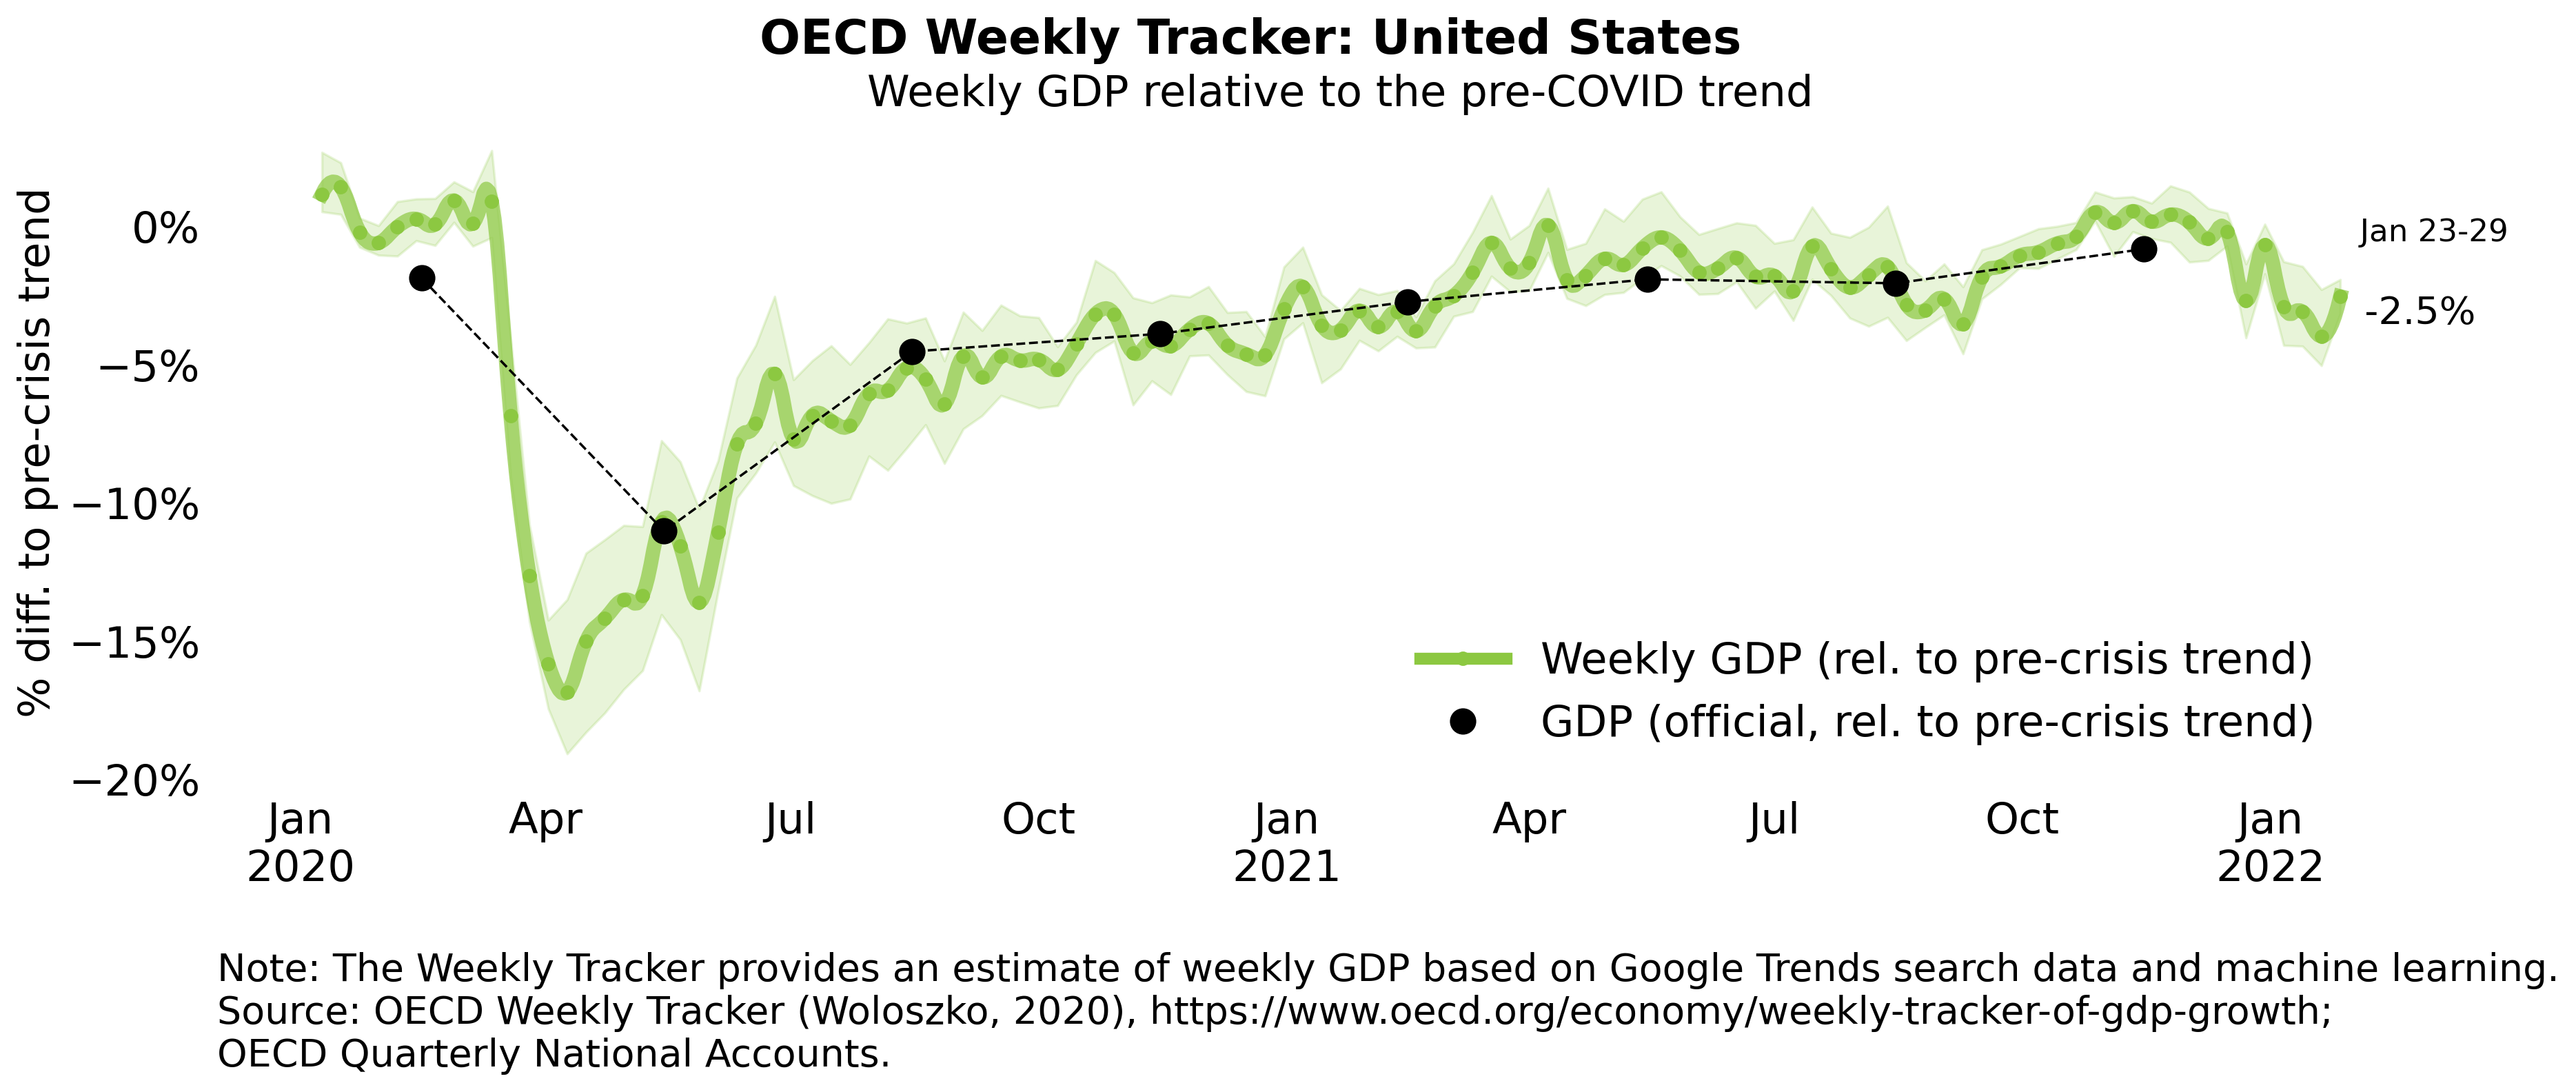 OECD Weekly Tracker: United States
Weekly GDP relative to the pre-COVID trend
% diff. to pre-crisis trend
0%
−5%
−10%
−15%
−20%
Jan 23-29
-2.5%
Weekly GDP (rel. to pre-crisis trend)
GDP (official, rel. to pre-crisis trend)
Jan Apr Jul Oct Jan Apr Jul Oct Jan
2020 2021 2022
Note: The Weekly Tracker provides an estimate of weekly GDP based on Google Trends search data and machine learning.
Source: OECD Weekly Tracker (Woloszko, 2020), https://www.oecd.org/economy/weekly-tracker-of-gdp-growth;
OECD Quarterly National Accounts.